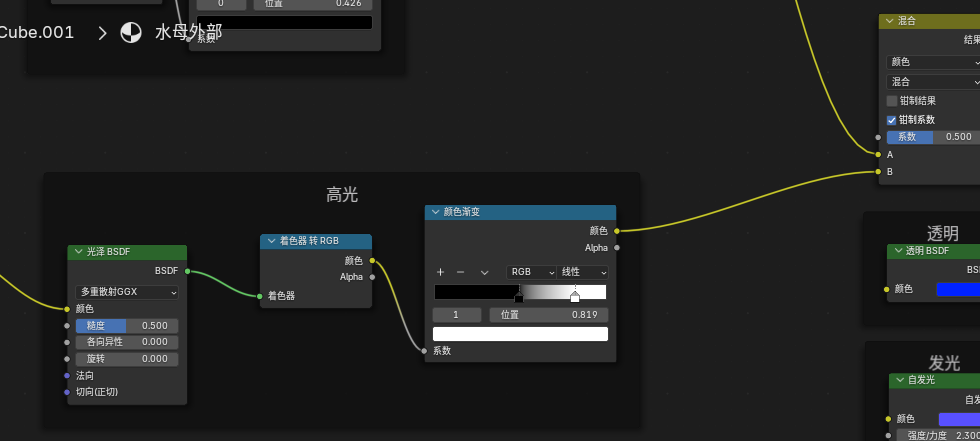 0 位置 0.426
Cube.001 水母外部
系数
混合
结果
颜色
混合
钳制结果
钳制系数
系数 0.500
A
B
高光
光泽 BSDF
BSDF
多重散射GGX
颜色
糙度 0.500
各向异性 0.000
旋转 0.000
法向
切向(正切)
着色器 转 RGB
颜色
Alpha
着色器
颜色渐变
颜色
Alpha
+ − RGB 线性
1 位置 0.819
系数
透明
透明 BSDF
BSI
颜色
发光
自发光
自发
颜色
强度/力度 2.300